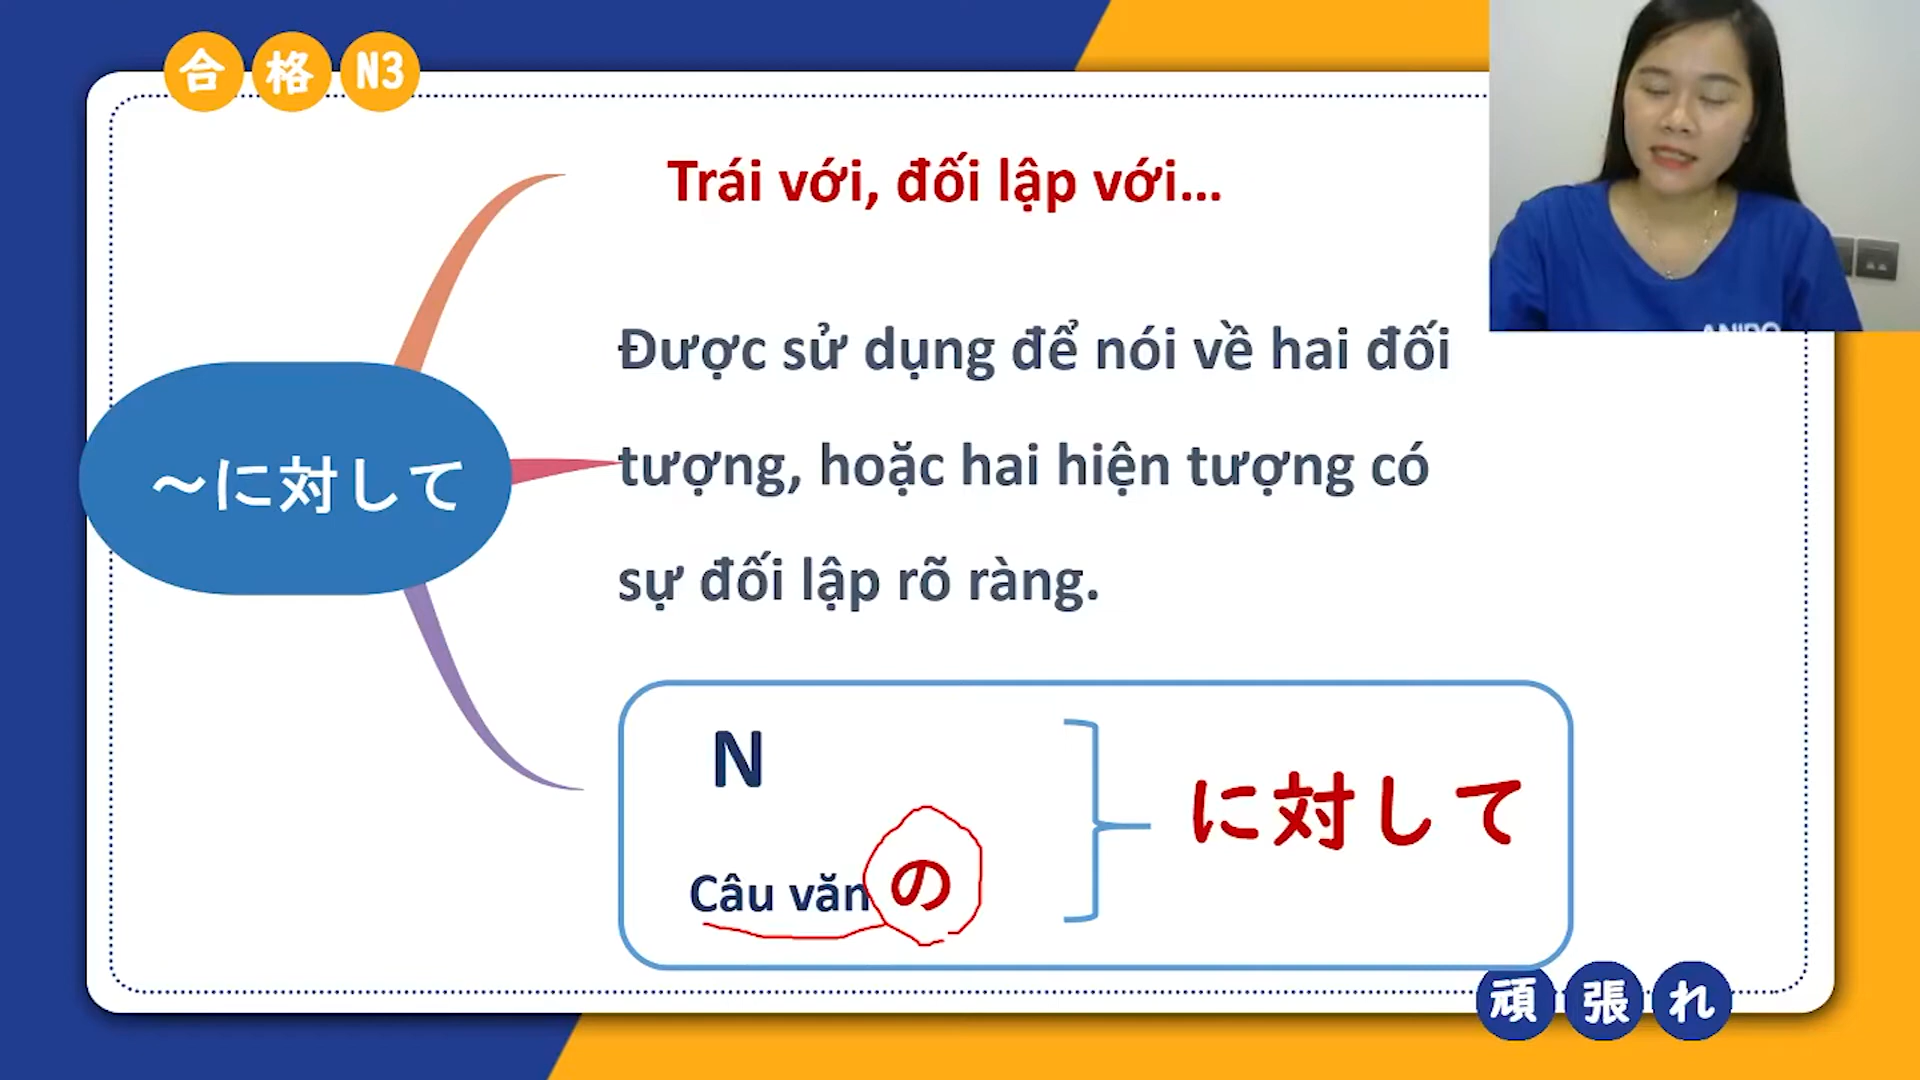 合格N3
Trái với, đối lập với...
Được sử dụng để nói về hai đối
tượng, hoặc hai hiện tượng có
sự đối lập rõ ràng.
～に対して
N
Câu văn の
に対して
頑張れ